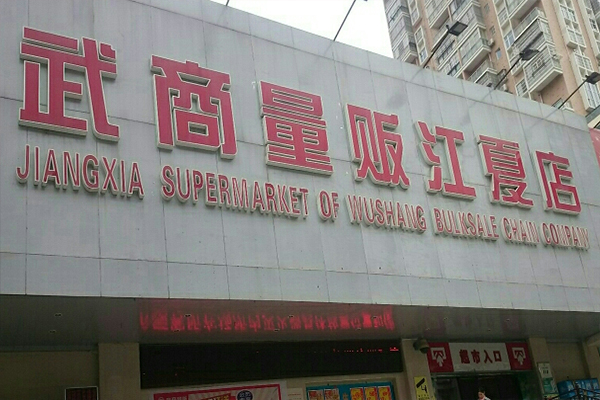 武商量贩江夏店
JIANGXIA SUPERMARKET OF WUSHANG BULKSALE CHAIN COMPANY
超市入口